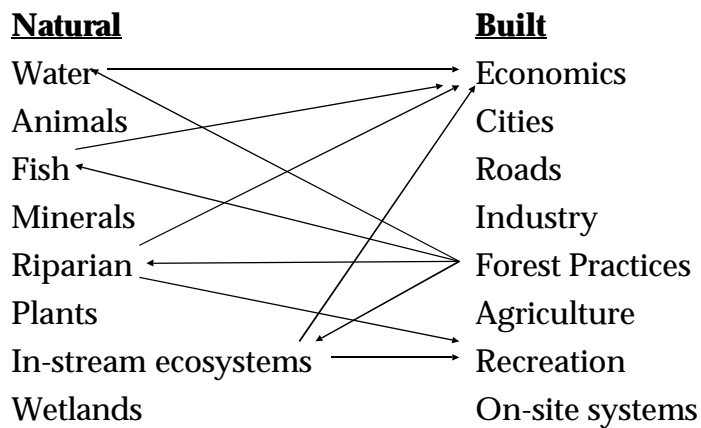 Natural Built
Water Economics
Animals Cities
Fish Roads
Minerals Industry
Riparian Forest Practices
Plants Agriculture
In-stream ecosystems Recreation
Wetlands On-site systems